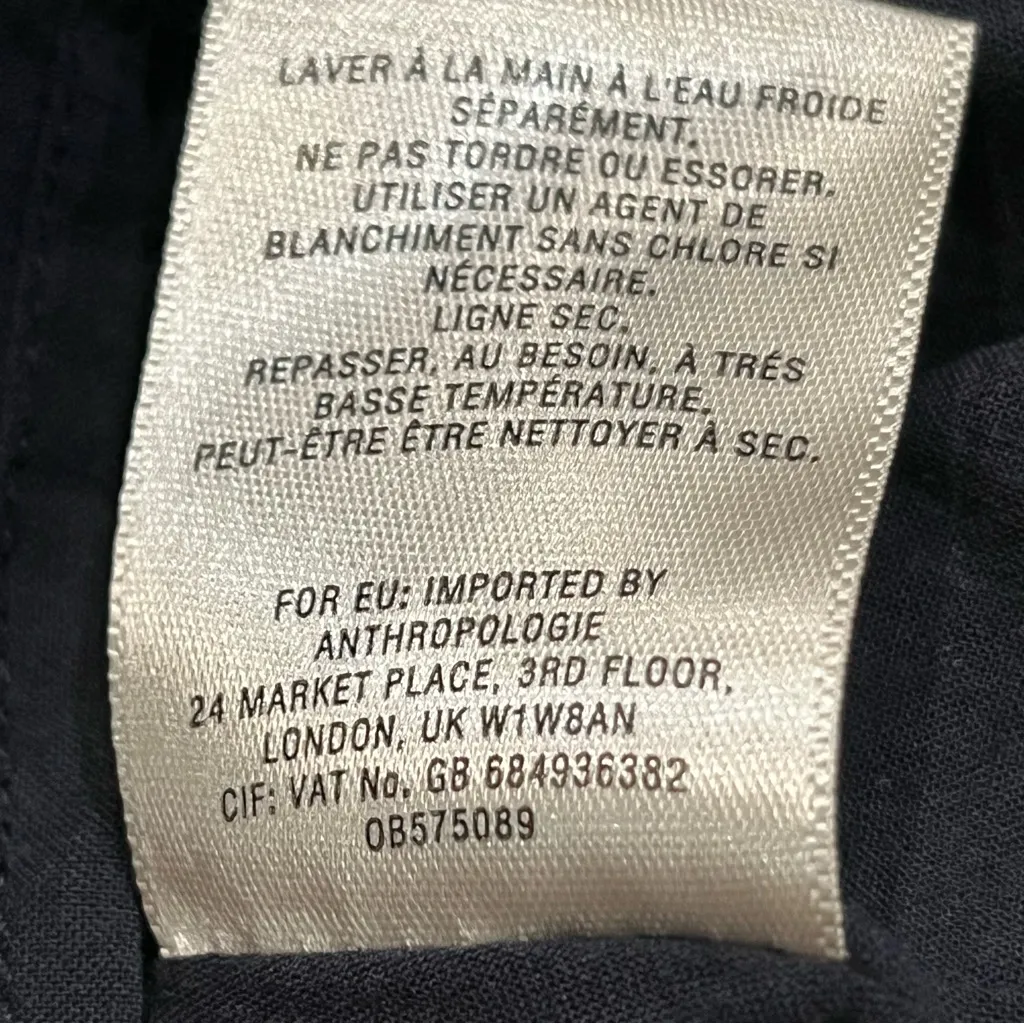 LAVER À LA MAIN À L'EAU FROIDE
SÉPARÉMENT.
NE PAS TORDRE OU ESSORER.
UTILISER UN AGENT DE
BLANCHIMENT SANS CHLORE SI
NÉCESSAIRE.
LIGNE SEC.
REPASSER, AU BESOIN, À TRÉS
BASSE TEMPÉRATURE.
PEUT-ÊTRE ÊTRE NETTOYER À SEC.
FOR EU: IMPORTED BY
ANTHROPOLOGIE
24 MARKET PLACE, 3RD FLOOR,
LONDON, UK W1W8AN
CIF: VAT No. GB 684936382
OB575089